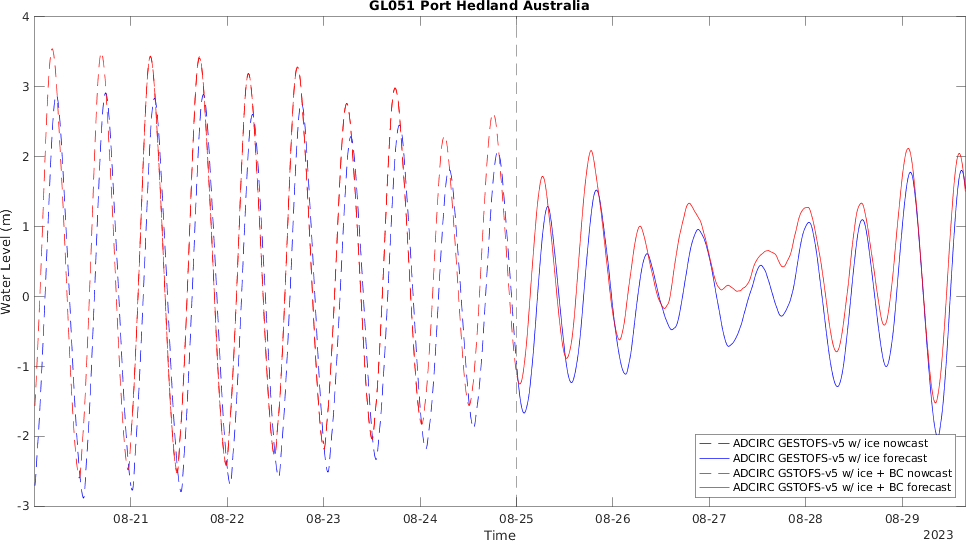 GL051 Port Hedland Australia
4
3
2
1
0
-1
-2
-3
Water Level (m)
ADCIRC GESTOFS-v5 w/ ice nowcast
ADCIRC GESTOFS-v5 w/ ice forecast
ADCIRC GSTOFS-v5 w/ ice + BC nowcast
ADCIRC GSTOFS-v5 w/ ice + BC forecast
08-21 08-22 08-23 08-24 08-25 08-26 08-27 08-28 08-29
Time
2023